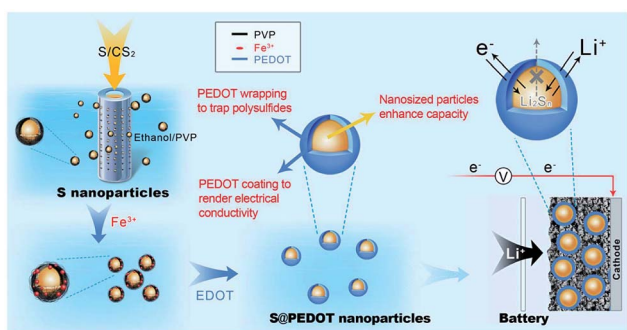 S/CS2
PVP
Fe3+
PEDOT
Ethanol/PVP
S nanoparticles
Fe3+
EDOT
PEDOT wrapping
to trap polysulfides
Nanosized particles
enhance capacity
PEDOT coating to
render electrical
conductivity
S@PEDOT nanoparticles
e-
Li+
Li2Sn
e-
V
e-
Li+
Cathode
Battery